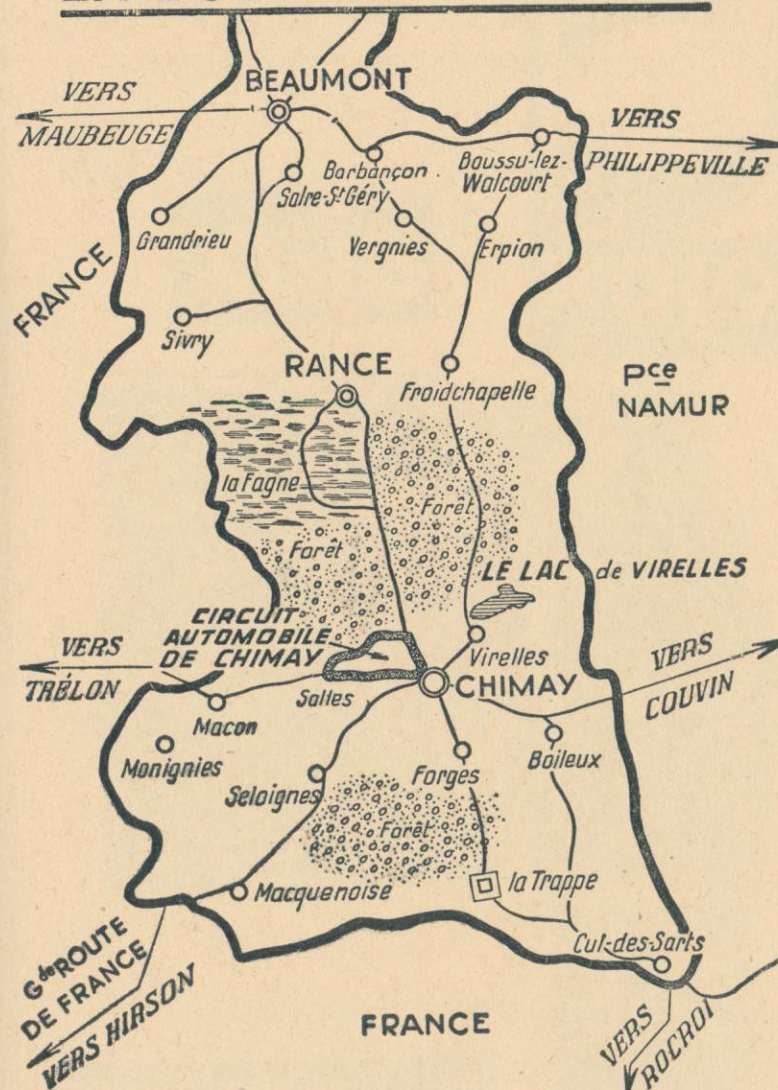 BEAUMONT
VERS
MAUBEUGE
VERS
PHILIPPEVILLE
Barbançon
Boussu-lez-
Walcourt
Solre-St Géry
Grandrieu
Vergnies
Erpion
FRANCE
Sivry
RANCE
Froidchapelle
Pce
NAMUR
la Fagne
Forêt
Forêt
LE LAC de VIRELLES
CIRCUIT
AUTOMOBILE
DE CHIMAY
VERS
TRÉLON
Virelles
VERS
COUVIN
CHIMAY
Salles
Macon
Monignies
Boileux
Forges
Seloignes
Forêt
la Trappe
Macquenoise
Cul-des-Sarts
Gde ROUTE
DE FRANCE
VERS HIRSON
FRANCE
VERS
ROCROI